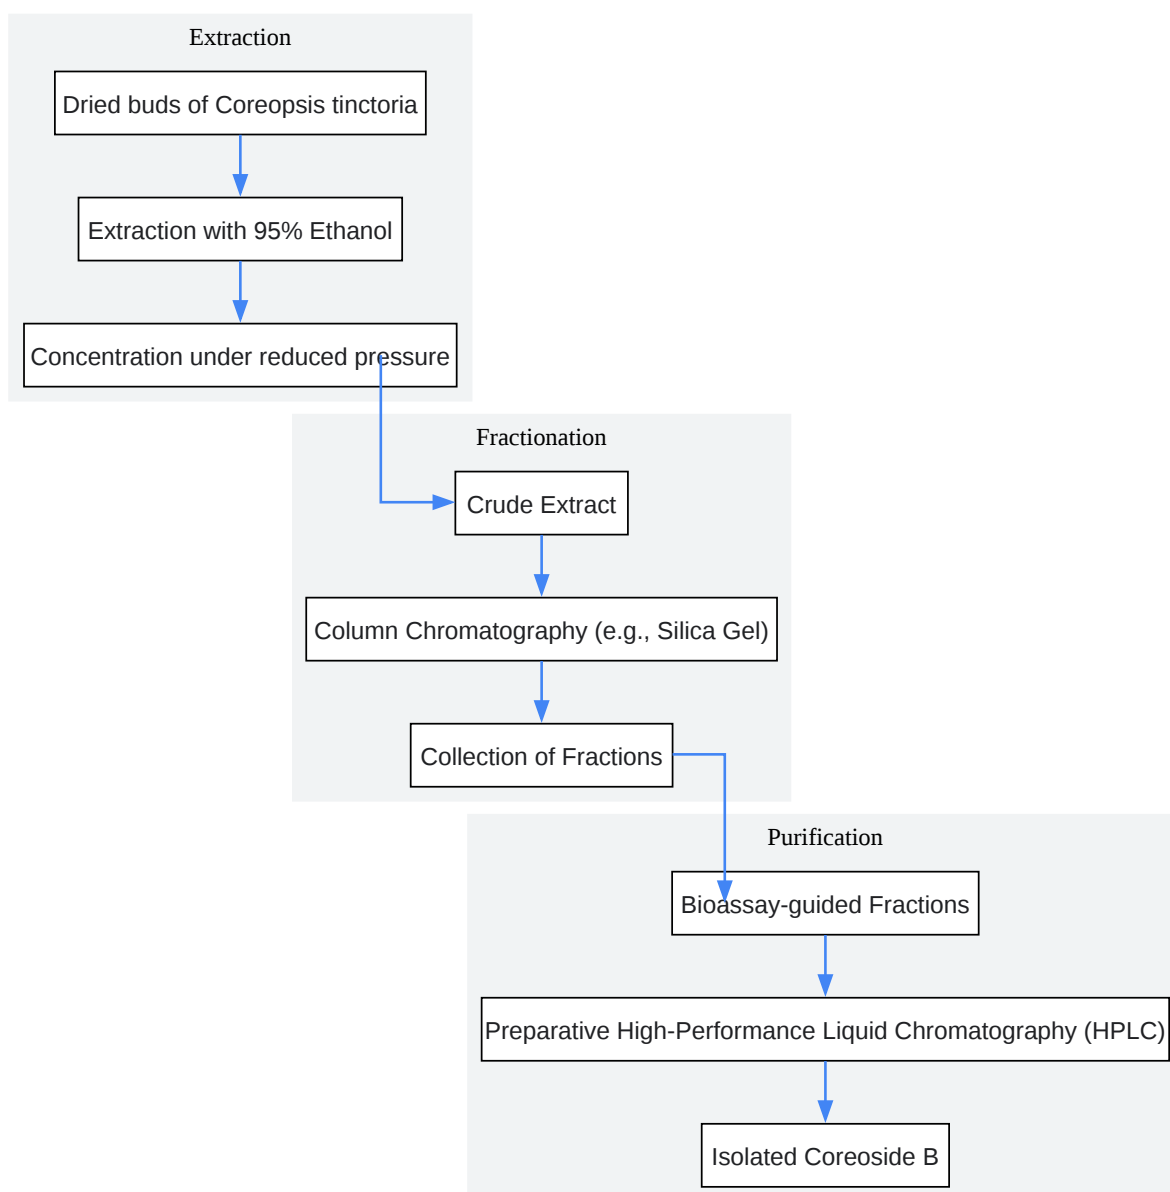 Extraction
Dried buds of Coreopsis tinctoria
Extraction with 95% Ethanol
Concentration under reduced pressure
Fractionation
Crude Extract
Column Chromatography (e.g., Silica Gel)
Collection of Fractions
Purification
Bioassay-guided Fractions
Preparative High-Performance Liquid Chromatography (HPLC)
Isolated Coreoside B